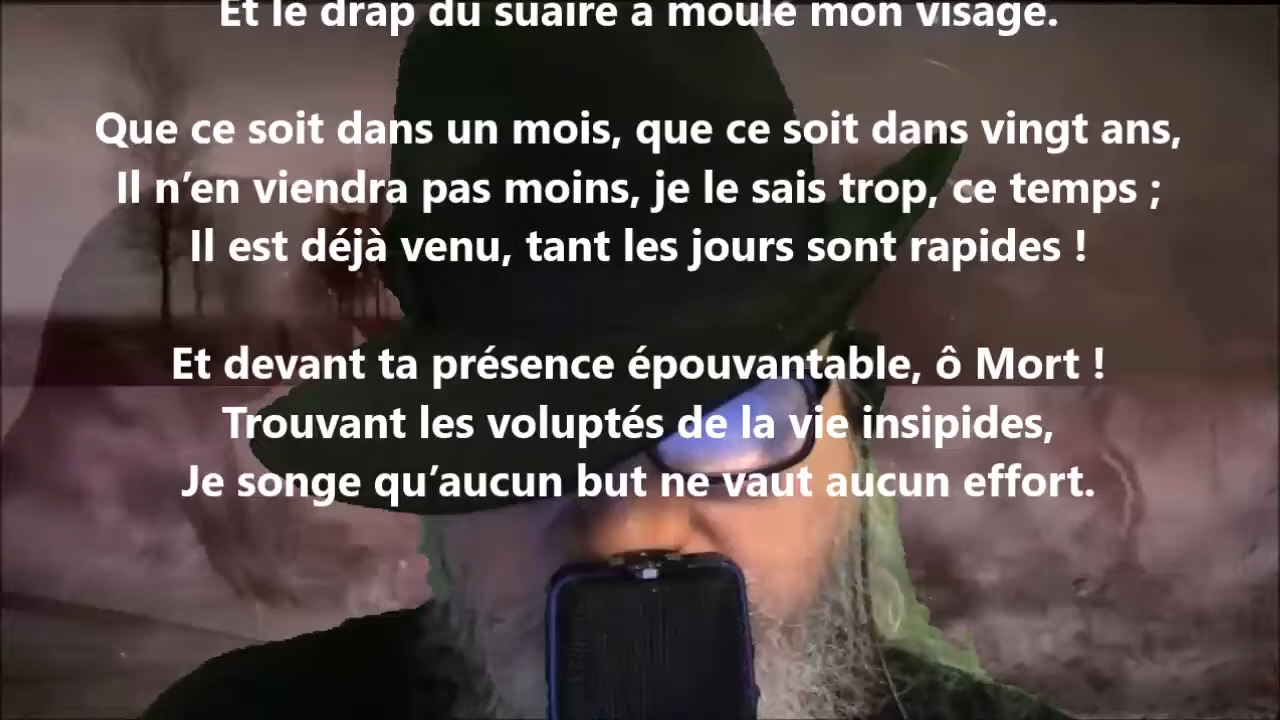 Et le drap du suaire a moulé mon visage.
Que ce soit dans un mois, que ce soit dans vingt ans,
Il n’en viendra pas moins, je le sais trop, ce temps ;
Il est déjà venu, tant les jours sont rapides !
Et devant ta présence épouvantable, ô Mort !
Trouvant les voluptés de la vie insipides,
Je songe qu’aucun but ne vaut aucun effort.